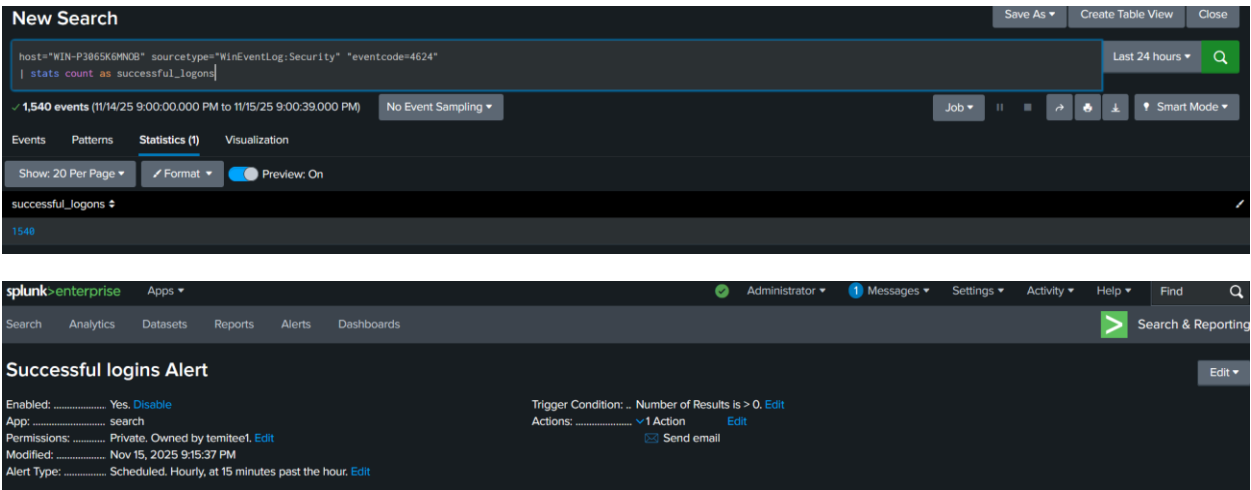 New Search
Save As ▾ Create Table View Close
host="WIN-P3065K6MNOB" sourcetype="WinEventLog:Security" "eventcode=4624"
| stats count as successful_logons
Last 24 hours ▾
✓ 1,540 events (11/14/25 9:00:00.000 PM to 11/15/25 9:00:39.000 PM) No Event Sampling ▾ Job ▾ Smart Mode ▾
Events Patterns Statistics (1) Visualization
Show: 20 Per Page ▾ Format ▾ Preview: On
successful_logons
1540
splunk>enterprise Apps ▾ Administrator ▾ 1 Messages ▾ Settings ▾ Activity ▾ Help ▾ Find
Search Analytics Datasets Reports Alerts Dashboards Search & Reporting
Successful logins Alert
Edit ▾
Enabled: ................... Yes. Disable
App: ........................... search
Permissions: ............ Private. Owned by temitee1. Edit
Modified: ................... Nov 15, 2025 9:15:37 PM
Alert Type: ............... Scheduled. Hourly, at 15 minutes past the hour. Edit
Trigger Condition: .. Number of Results is > 0. Edit
Actions: .................... 1 Action Edit
Send email